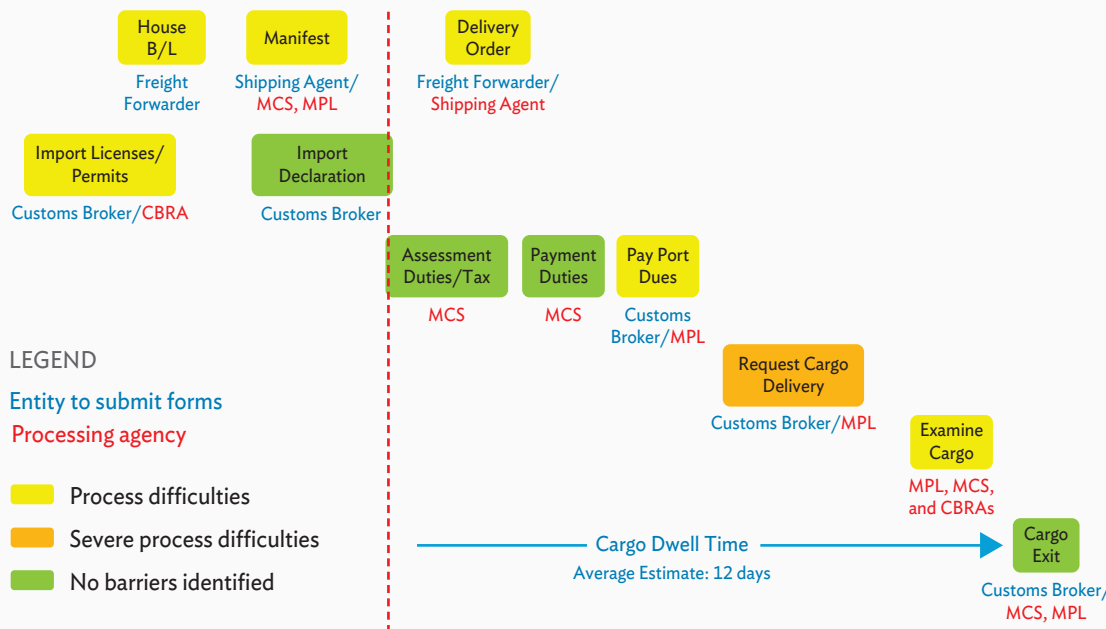 House
B/L
Freight
Forwarder
Manifest
Shipping Agent/
MCS, MPL
Delivery
Order
Freight Forwarder/
Shipping Agent
Import Licenses/
Permits
Customs Broker/CBRA
Import
Declaration
Customs Broker
Assessment
Duties/Tax
MCS
Payment
Duties
MCS
Pay Port
Dues
Customs
Broker/MPL
Request Cargo
Delivery
Customs Broker/MPL
Examine
Cargo
MPL, MCS,
and CBRAs
Cargo
Exit
Customs Broker/
MCS, MPL
Cargo Dwell Time
Average Estimate: 12 days
LEGEND
Entity to submit forms
Processing agency
Process difficulties
Severe process difficulties
No barriers identified